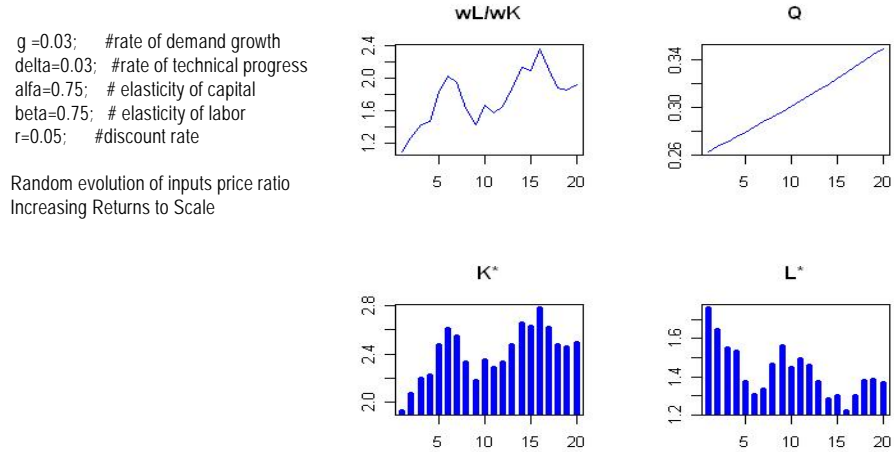 g =0.03; #rate of demand growth
delta=0.03; #rate of technical progress
alfa=0.75; # elasticity of capital
beta=0.75; # elasticity of labor
r=0.05; #discount rate
Random evolution of inputs price ratio
Increasing Returns to Scale
wL/wK
2.4
2.0
1.6
1.2
5 10 15 20
Q
0.34
0.30
0.26
5 10 15 20
K*
2.8
2.4
2.0
5 10 15 20
L*
1.6
1.4
1.2
5 10 15 20